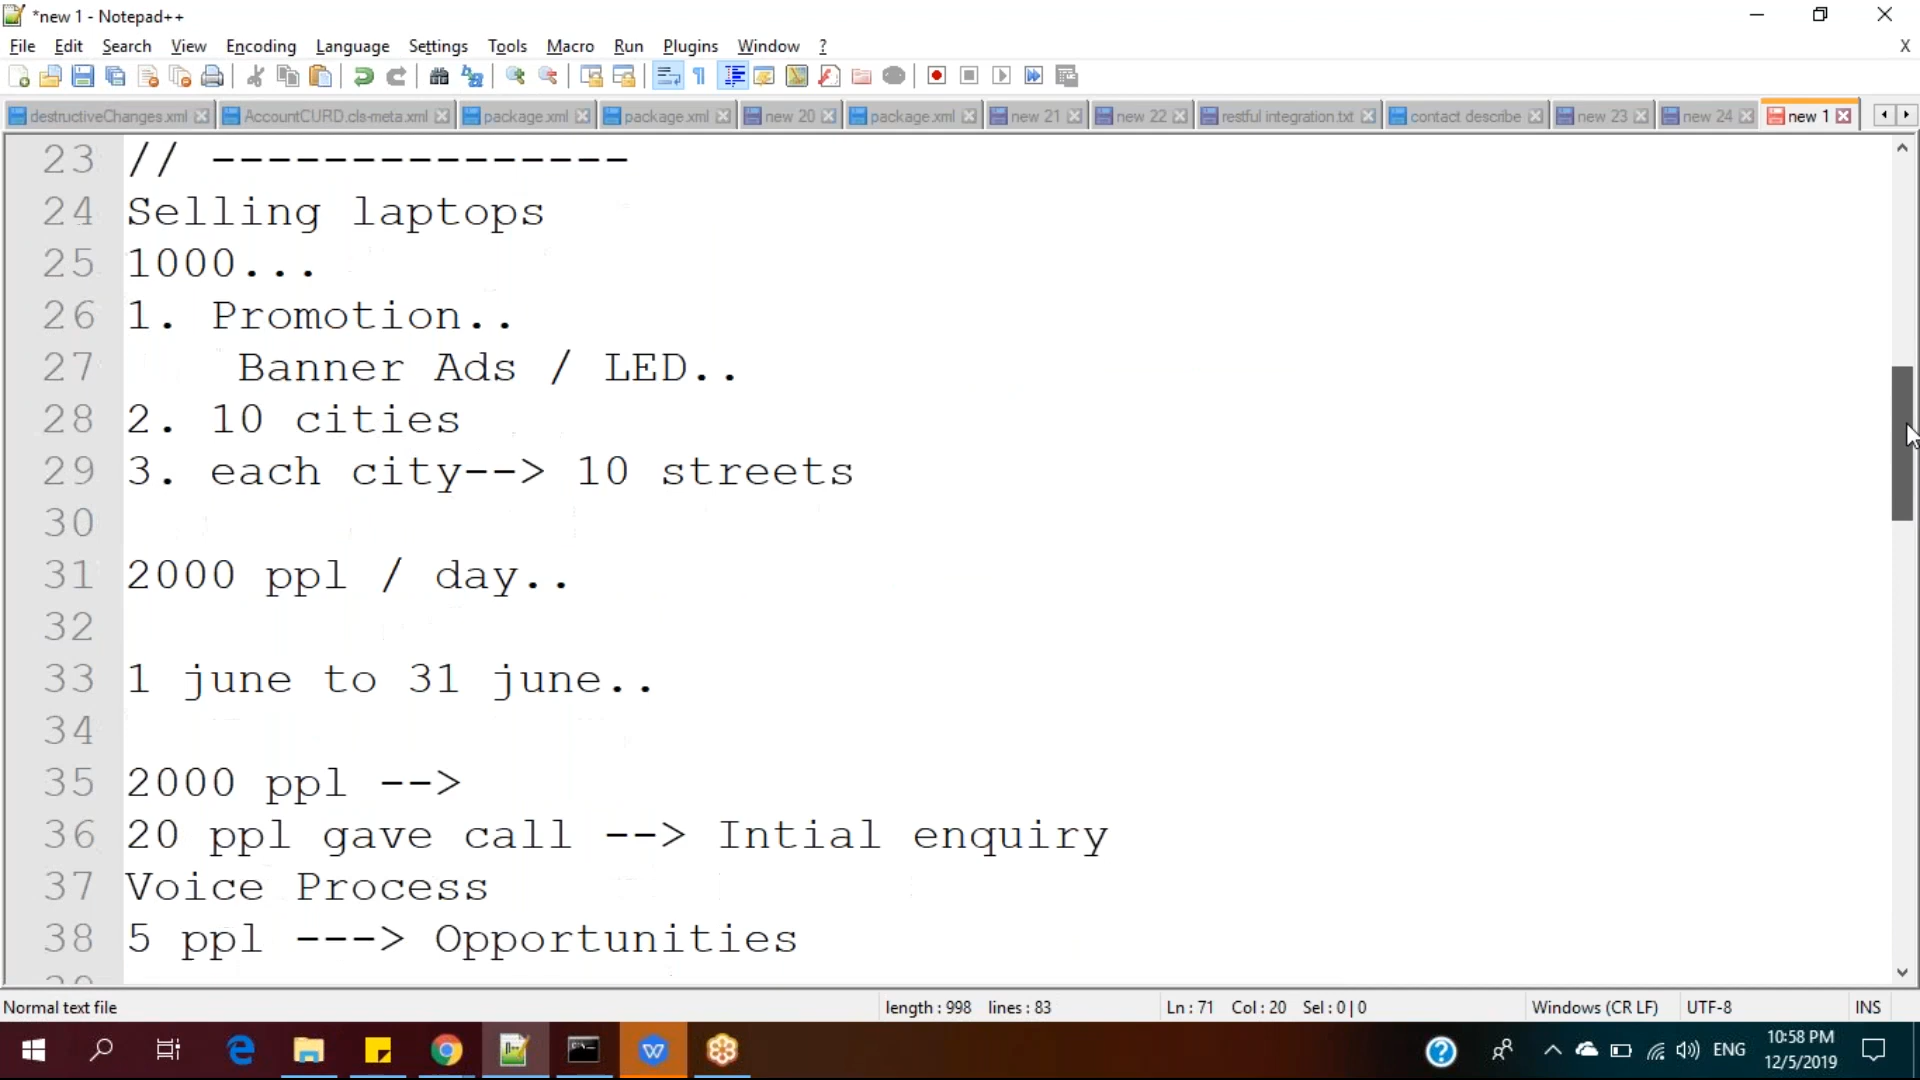 *new 1 - Notepad++
File Edit Search View Encoding Language Settings Tools Macro Run Plugins Window ? X
destructiveChanges.xml AccountCURD.cls-meta.xml package.xml package.xml new 20 package.xml new 21 new 22 restful integration.txt contact describe new 23 new 24 new 1
23 // ---------------
24 Selling laptops
25 1000...
26 1. Promotion..
27 Banner Ads / LED..
28 2. 10 cities
29 3. each city--> 10 streets
30
31 2000 ppl / day..
32
33 1 june to 31 june..
34
35 2000 ppl -->
36 20 ppl gave call --> Intial enquiry
37 Voice Process
38 5 ppl ---> Opportunities
Normal text file length : 998 lines : 83 Ln : 71 Col : 20 Sel : 0 | 0 Windows (CR LF) UTF-8 INS
ENG 10:58 PM
12/5/2019